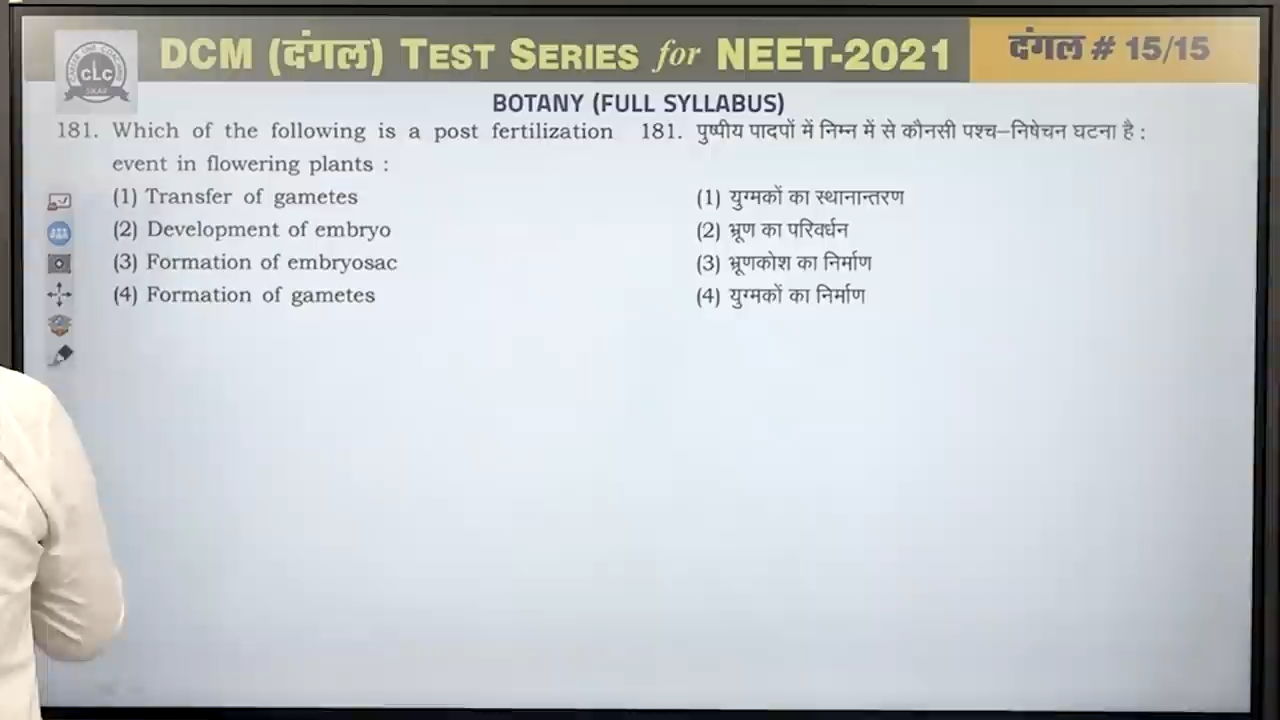 DCM (दंगल) TEST SERIES for NEET-2021
दंगल # 15/15
CLC
SIKAR
BOTANY (FULL SYLLABUS)
181. Which of the following is a post fertilization
event in flowering plants :
(1) Transfer of gametes
(2) Development of embryo
(3) Formation of embryosac
(4) Formation of gametes
181. पुष्पीय पादपों में निम्न में से कौनसी पश्च–निषेचन घटना है :
(1) युग्मकों का स्थानान्तरण
(2) भ्रूण का परिवर्धन
(3) भ्रूणकोश का निर्माण
(4) युग्मकों का निर्माण